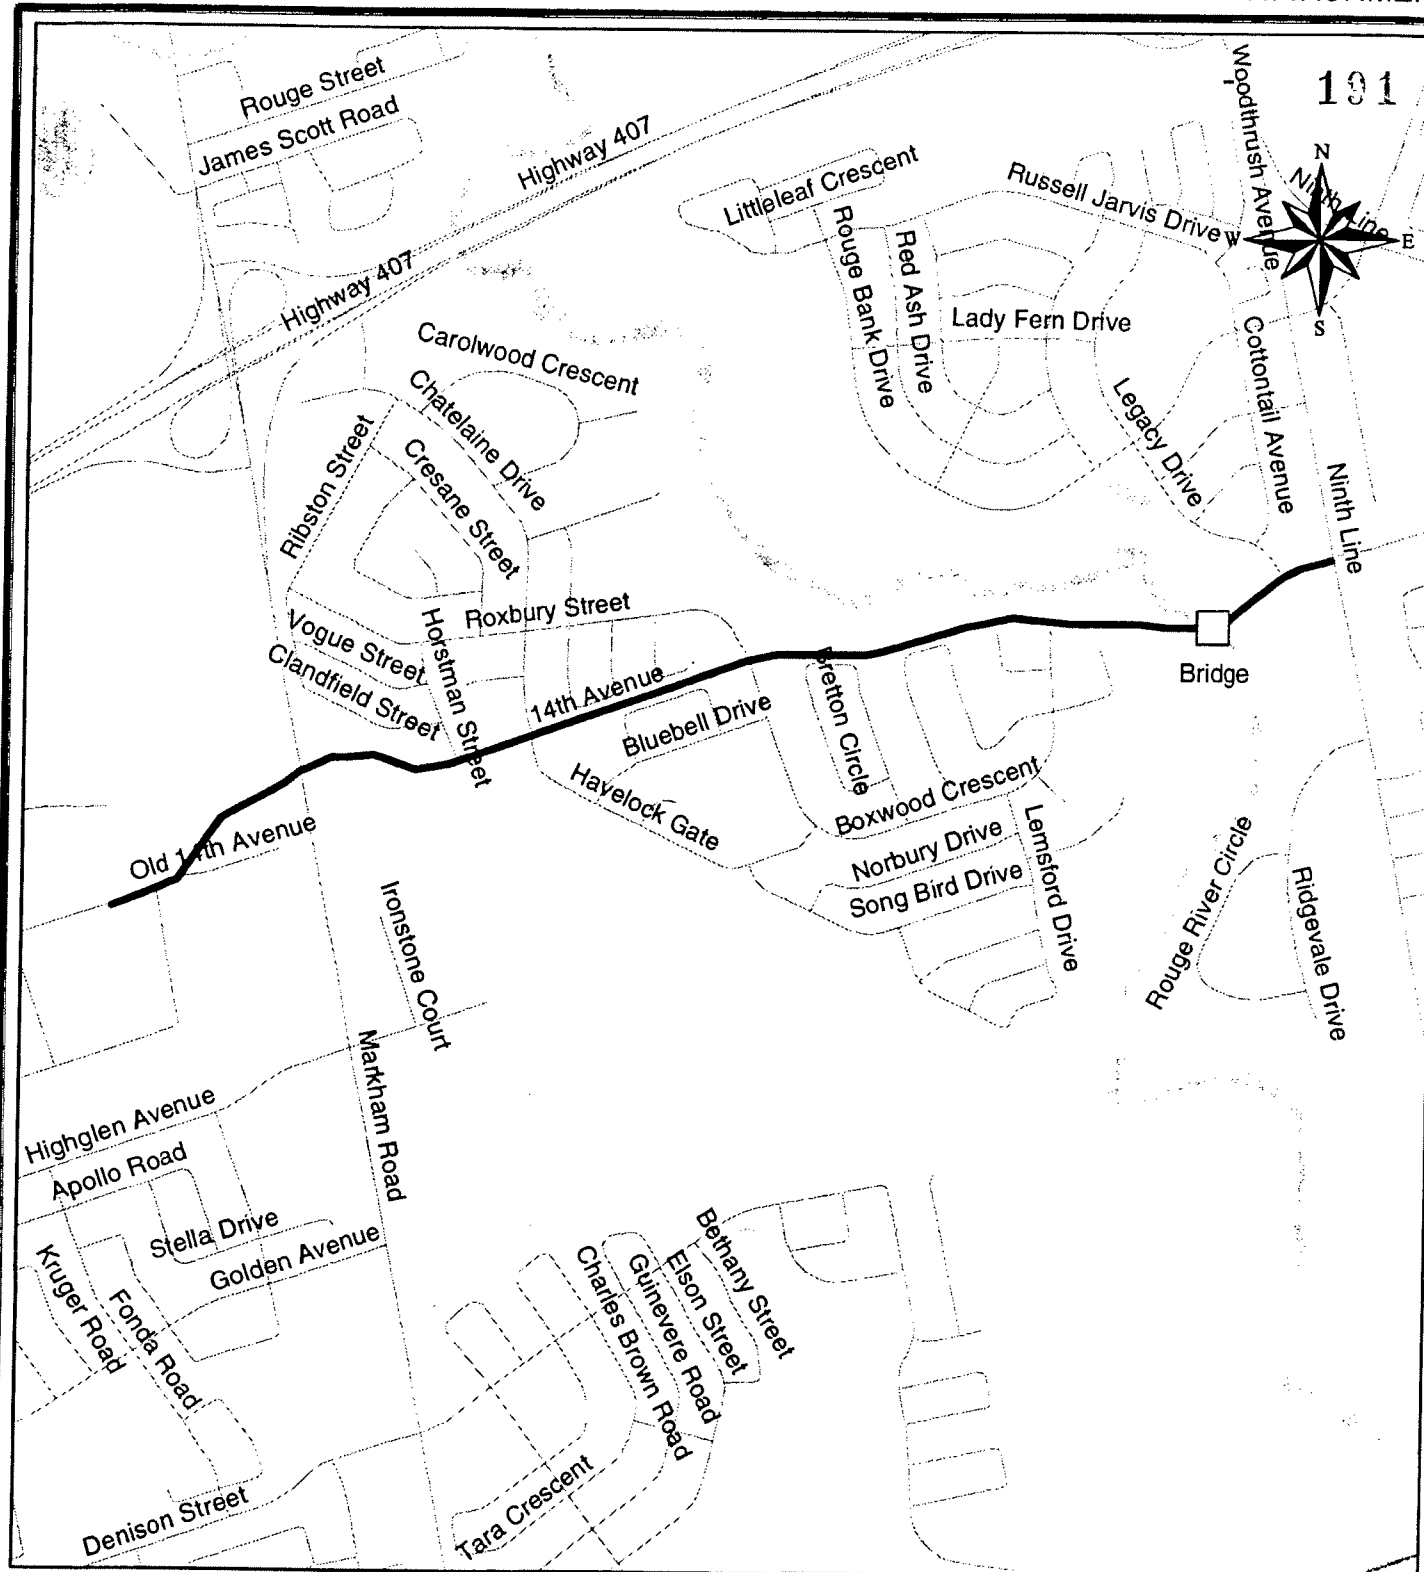 191
Rouge Street
James Scott Road
Highway 407
Highway 407
Littleleaf Crescent
Russell Jarvis Drive
Woodthrush Avenue
Ninth Line
N
W
E
S
Rouge Bank Drive
Red Ash Drive
Lady Fern Drive
Legacy Drive
Cottontail Avenue
Ninth Line
Carolwood Crescent
Chatelaine Drive
Cresane Street
Ribston Street
Roxbury Street
Vogue Street
Clandfield Street
Horstman Street
14th Avenue
Bluebell Drive
Bretton Circle
Bridge
Havelock Gate
Boxwood Crescent
Norbury Drive
Song Bird Drive
Lemsford Drive
Rouge River Circle
Ridgevale Drive
Old 14th Avenue
Ironstone Court
Markham Road
Highglen Avenue
Apollo Road
Stella Drive
Golden Avenue
Kruger Road
Fonda Road
Denison Street
Bethany Street
Elson Street
Guinevere Road
Charles Brown Road
Tara Crescent